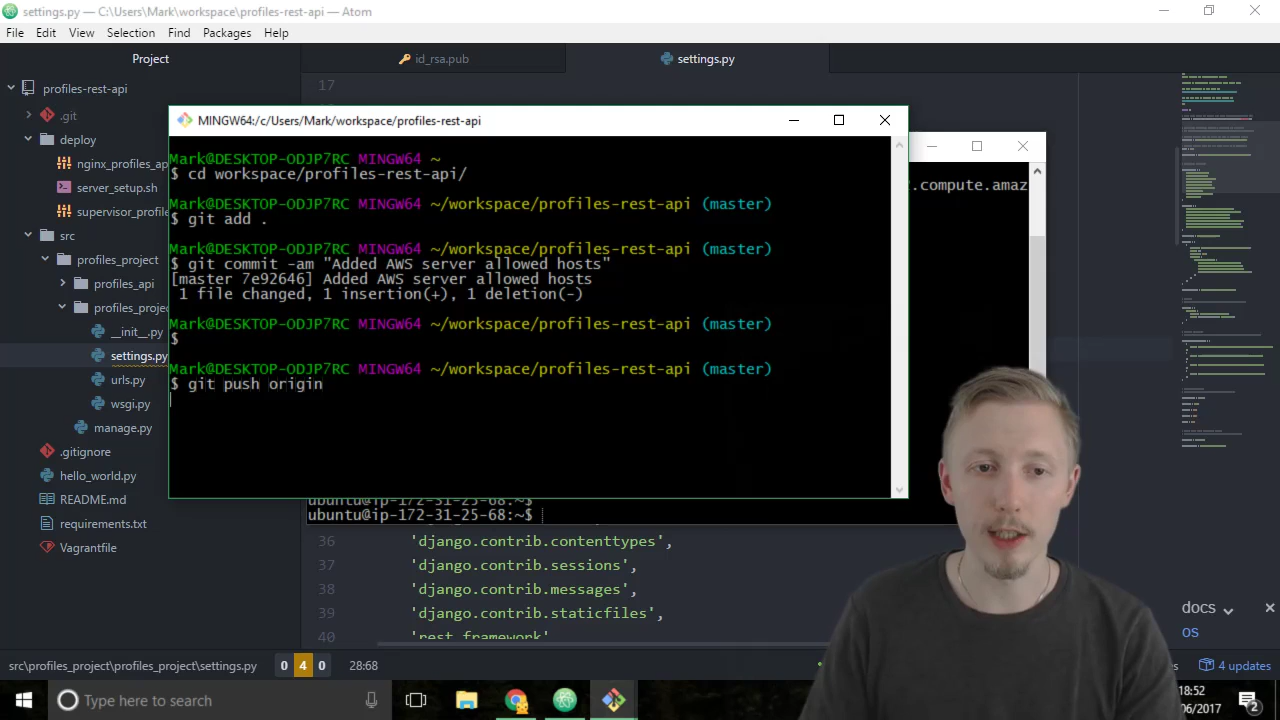 settings.py — C:\Users\Mark\workspace\profiles-rest-api — Atom
File Edit View Selection Find Packages Help
Project
id_rsa.pub
settings.py
profiles-rest-api
.git
deploy
nginx_profiles_ap
server_setup.sh
supervisor_profile
src
profiles_project
profiles_api
profiles_proje
__init__.py
settings.py
urls.py
wsgi.py
manage.py
.gitignore
hello_world.py
README.md
requirements.txt
Vagrantfile
17
MINGW64:/c/Users/Mark/workspace/profiles-rest-api
Mark@DESKTOP-ODJP7RC MINGW64 ~
$ cd workspace/profiles-rest-api/
Mark@DESKTOP-ODJP7RC MINGW64 ~/workspace/profiles-rest-api (master)
$ git add .
Mark@DESKTOP-ODJP7RC MINGW64 ~/workspace/profiles-rest-api (master)
$ git commit -am "Added AWS server allowed hosts"
[master 7e92646] Added AWS server allowed hosts
1 file changed, 1 insertion(+), 1 deletion(-)
Mark@DESKTOP-ODJP7RC MINGW64 ~/workspace/profiles-rest-api (master)
$
Mark@DESKTOP-ODJP7RC MINGW64 ~/workspace/profiles-rest-api (master)
$ git push origin
.compute.amaz
ubuntu@ip-172-31-25-68:~$
ubuntu@ip-172-31-25-68:~$
36 'django.contrib.contenttypes',
37 'django.contrib.sessions',
38 'django.contrib.messages',
39 'django.contrib.staticfiles',
40 'rest_framework'
docs
os
src\profiles_project\profiles_project\settings.py 0 4 0 28:68
4 updates
Type here to search
18:52
06/2017
2